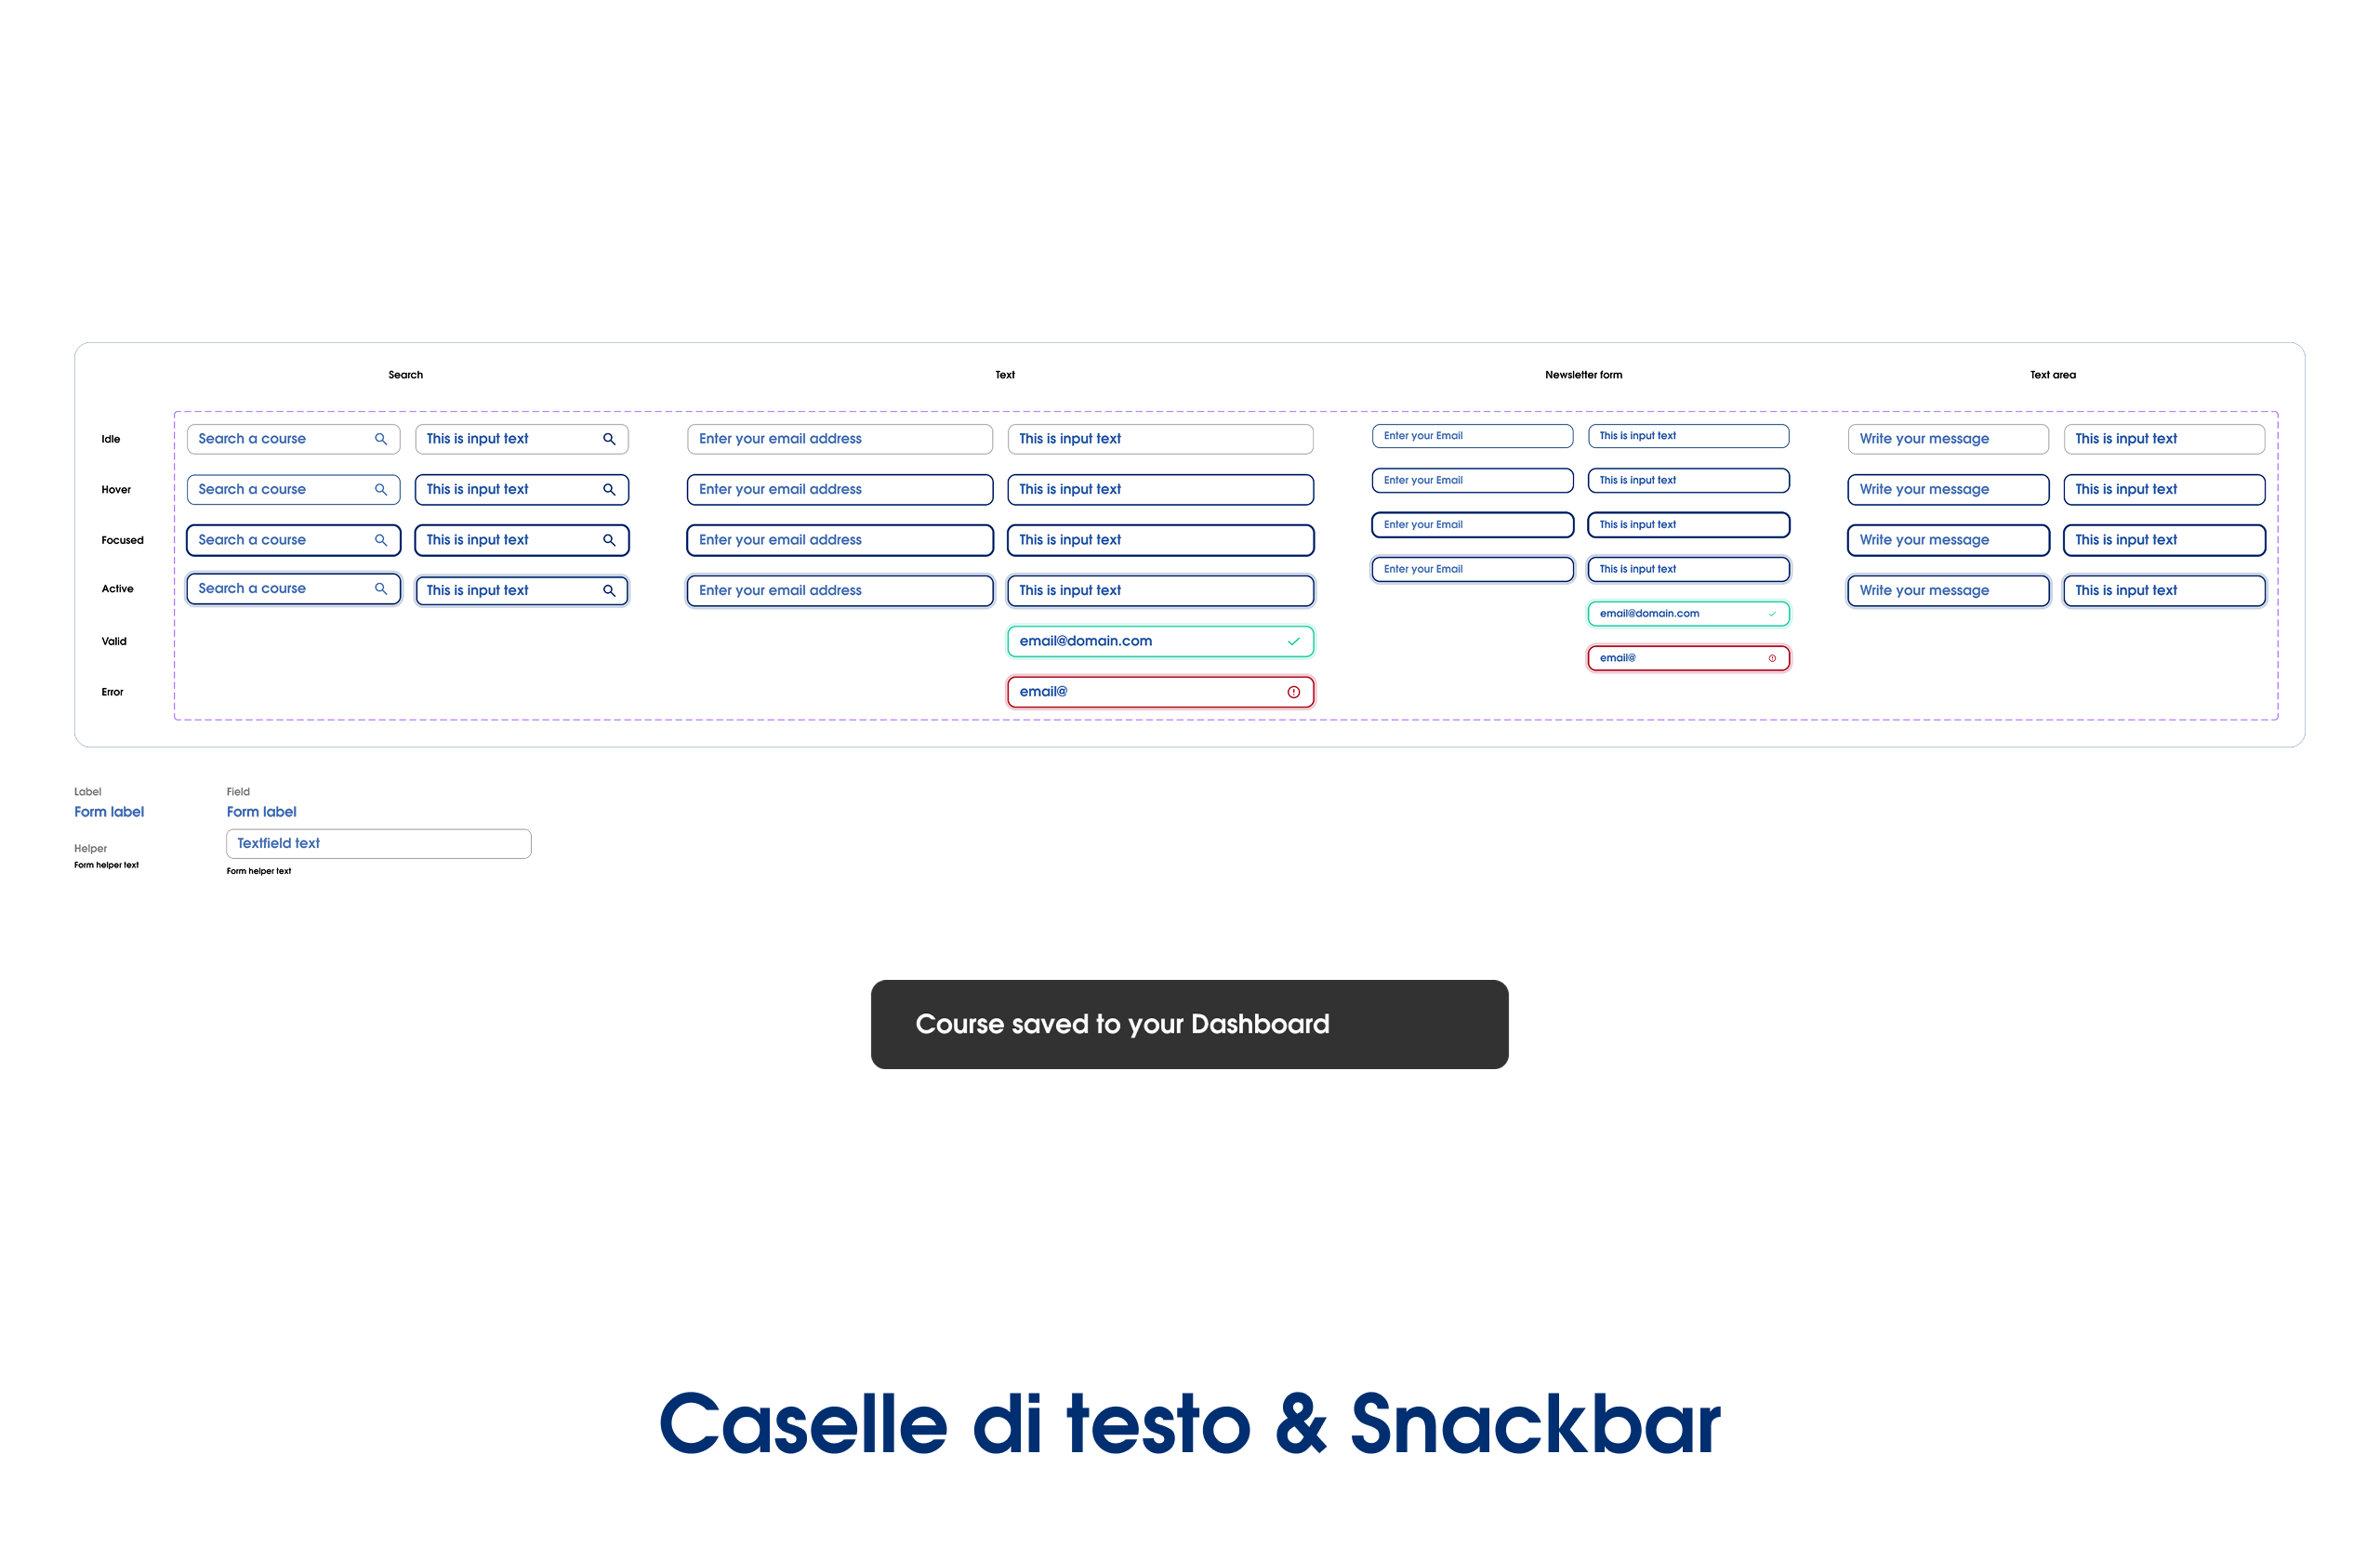 Search Text Newsletter form Text area
Idle Search a course This is input text Enter your email address This is input text Enter your Email This is input text Write your message This is input text
Hover Search a course This is input text Enter your email address This is input text Enter your Email This is input text Write your message This is input text
Focused Search a course This is input text Enter your email address This is input text Enter your Email This is input text Write your message This is input text
Active Search a course This is input text Enter your email address This is input text Enter your Email This is input text Write your message This is input text
Valid email@domain.com email@domain.com
Error email@ email@
Label
Form label
Helper
Form helper text
Field
Form label
Textfield text
Form helper text
Course saved to your Dashboard
Caselle di testo & Snackbar